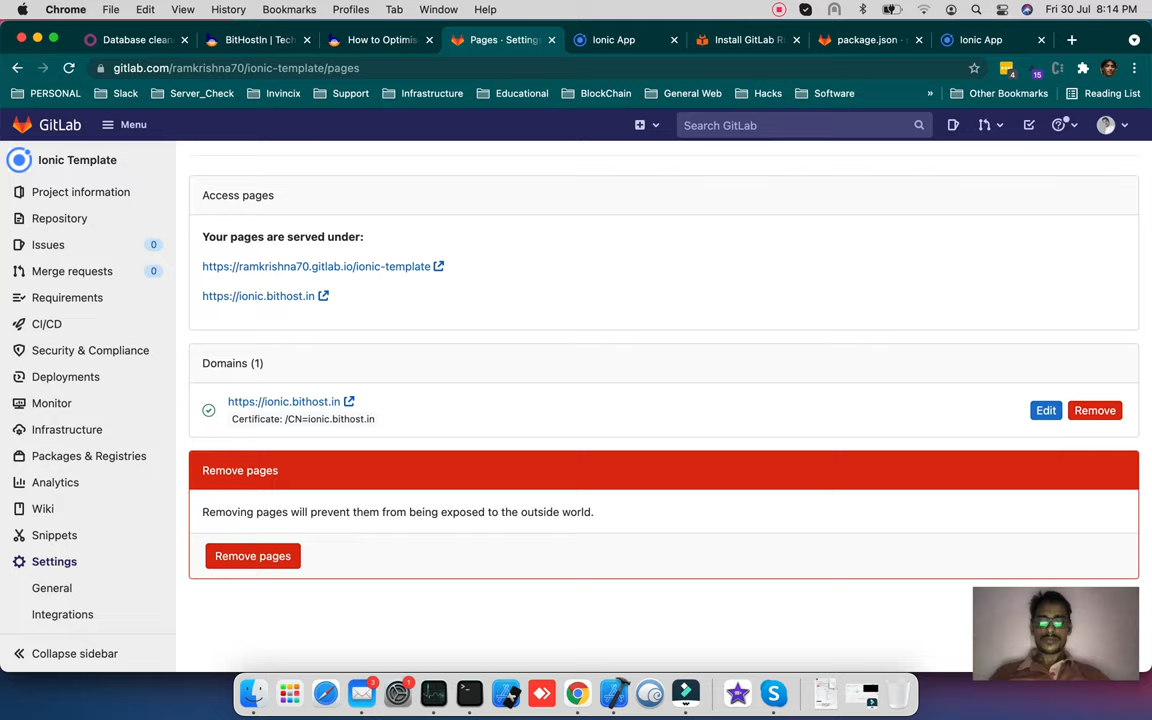 Chrome File Edit View History Bookmarks Profiles Tab Window Help Fri 30 Jul 8:14 PM
Database clean BitHostIn | Tech How to Optimis Pages · Setting Ionic App Install GitLab R package.json · Ionic App
gitlab.com/ramkrishna70/ionic-template/pages 4 15
PERSONAL Slack Server_Check Invincix Support Infrastructure Educational BlockChain General Web Hacks Software » Other Bookmarks Reading List
GitLab Menu Search GitLab
Ionic Template
Project information
Repository
Issues 0
Merge requests 0
Requirements
CI/CD
Security & Compliance
Deployments
Monitor
Infrastructure
Packages & Registries
Analytics
Wiki
Snippets
Settings
General
Integrations
Collapse sidebar
Access pages
Your pages are served under:
https://ramkrishna70.gitlab.io/ionic-template
https://ionic.bithost.in
Domains (1)
https://ionic.bithost.in
Certificate: /CN=ionic.bithost.in
Edit Remove
Remove pages
Removing pages will prevent them from being exposed to the outside world.
Remove pages
3 1